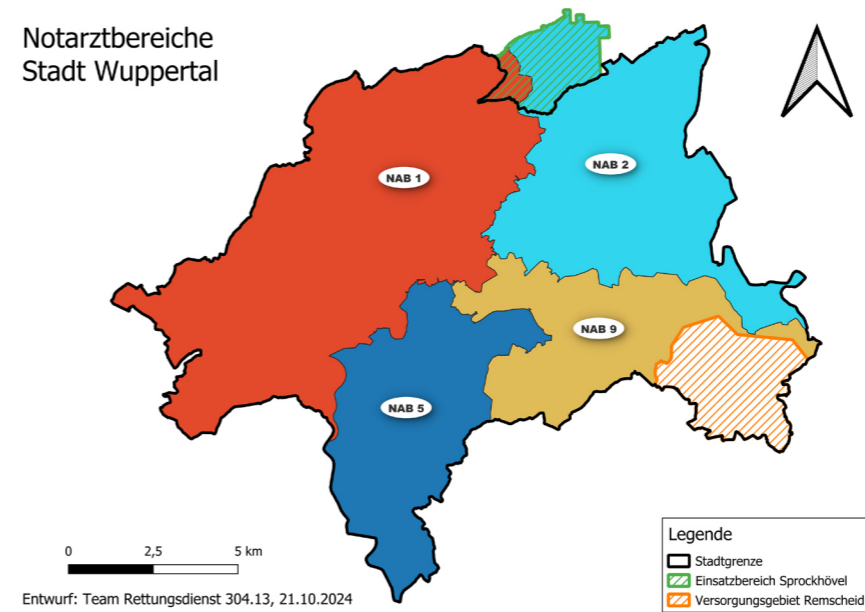 Notarztbereiche
Stadt Wuppertal
NAB 1
NAB 2
NAB 9
NAB 5
0 2,5 5 km
Entwurf: Team Rettungsdienst 304.13, 21.10.2024
Legende
Stadtgrenze
Einsatzbereich Sprockhövel
Versorgungsgebiet Remscheid